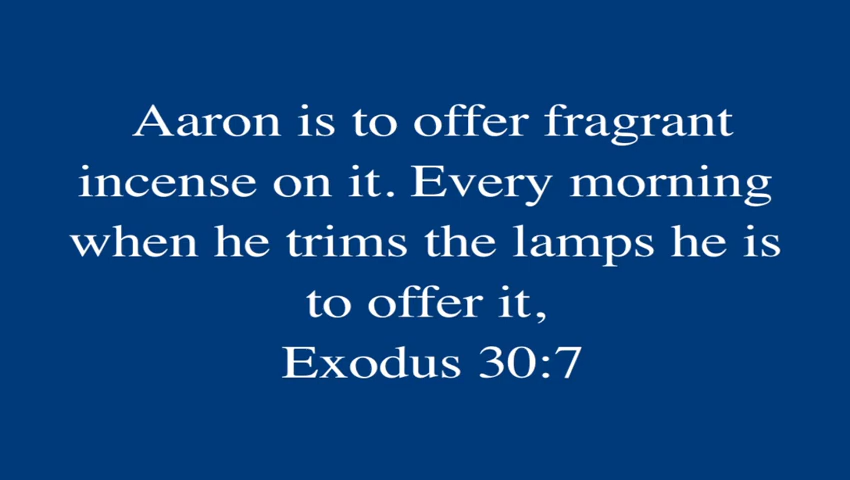 Aaron is to offer fragrant
incense on it. Every morning
when he trims the lamps he is
to offer it,
Exodus 30:7